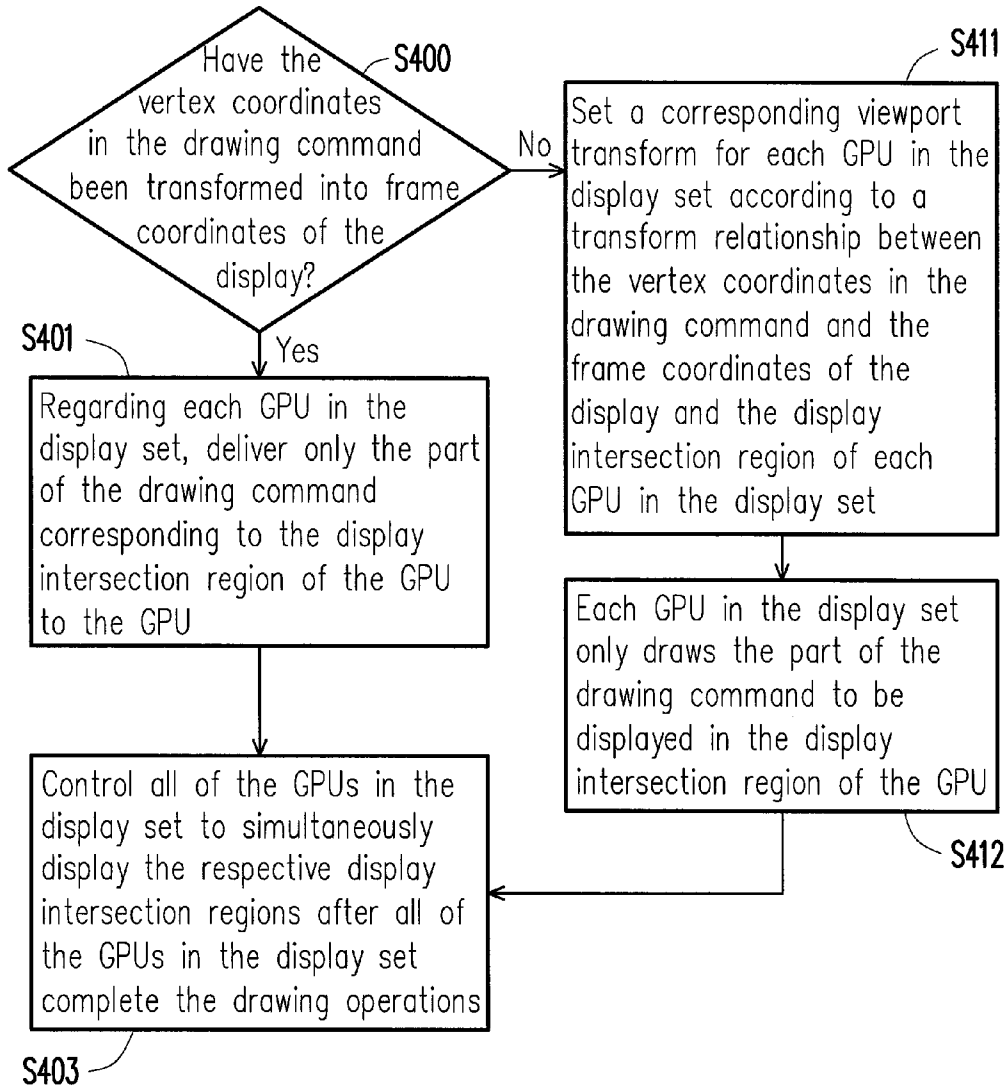 Have the
vertex coordinates
in the drawing command
been transformed into frame
coordinates of the
display?
S400
No
Yes
S411
Set a corresponding viewport
transform for each GPU in the
display set according to a
transform relationship between
the vertex coordinates in the
drawing command and the
frame coordinates of the
display and the display
intersection region of each
GPU in the display set
S401
Regarding each GPU in the
display set, deliver only the part
of the drawing command
corresponding to the display
intersection region of the GPU
to the GPU
Each GPU in the display set
only draws the part of the
drawing command to be
displayed in the display
intersection region of the GPU
S412
Control all of the GPUs in the
display set to simultaneously
display the respective display
intersection regions after all of
the GPUs in the display set
complete the drawing operations
S403